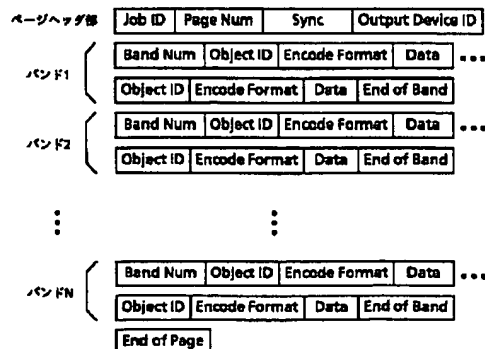 ページヘッダ部 Job ID Page Num Sync Output Device ID
バンド1 Band Num Object ID Encode Format Data •••
Object ID Encode Format Data End of Band
バンド2 Band Num Object ID Encode Format Data •••
Object ID Encode Format Data End of Band
バンドN Band Num Object ID Encode Format Data •••
Object ID Encode Format Data End of Band
End of Page